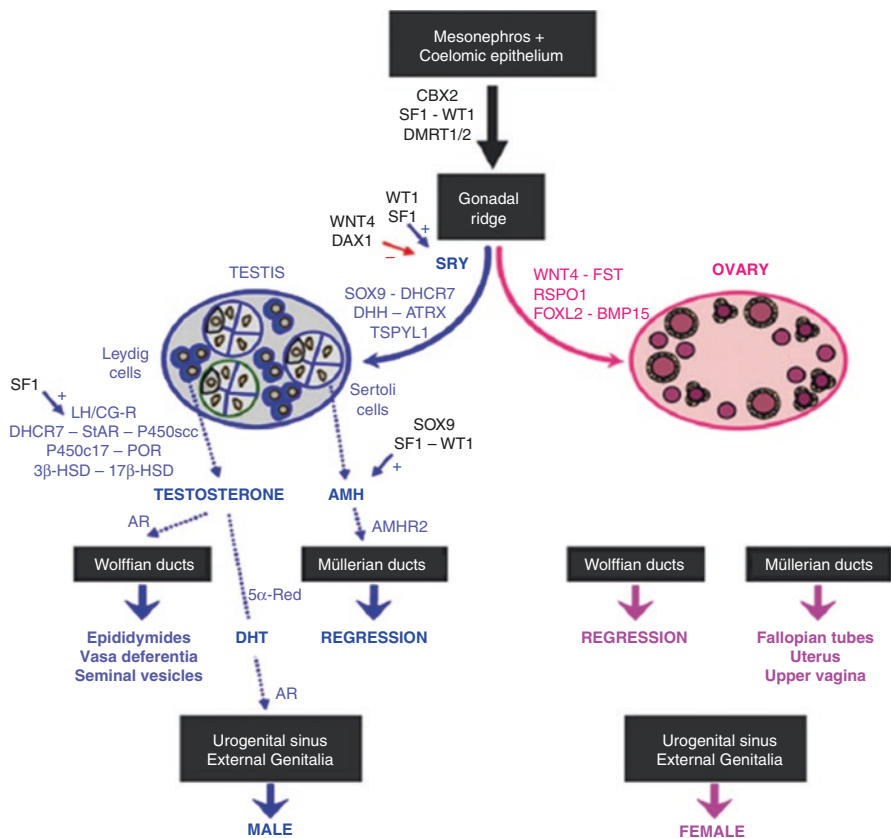 Mesonephros +
Coelomic epithelium
CBX2
SF1 - WT1
DMRT1/2
Gonadal
ridge
WT1
SF1
+
WNT4
DAX1
–
SRY
TESTIS
SOX9 - DHCR7
DHH – ATRX
TSPYL1
WNT4 - FST
RSPO1
FOXL2 - BMP15
OVARY
Leydig
cells
Sertoli
cells
SF1
+
LH/CG-R
DHCR7 – StAR – P450scc
P450c17 – POR
3β-HSD – 17β-HSD
SOX9
SF1 – WT1
+
TESTOSTERONE
AMH
AR
AMHR2
Wolffian ducts
Müllerian ducts
Wolffian ducts
Müllerian ducts
5α-Red
Epididymides
Vasa deferentia
Seminal vesicles
DHT
REGRESSION
REGRESSION
Fallopian tubes
Uterus
Upper vagina
AR
Urogenital sinus
External Genitalia
Urogenital sinus
External Genitalia
MALE
FEMALE